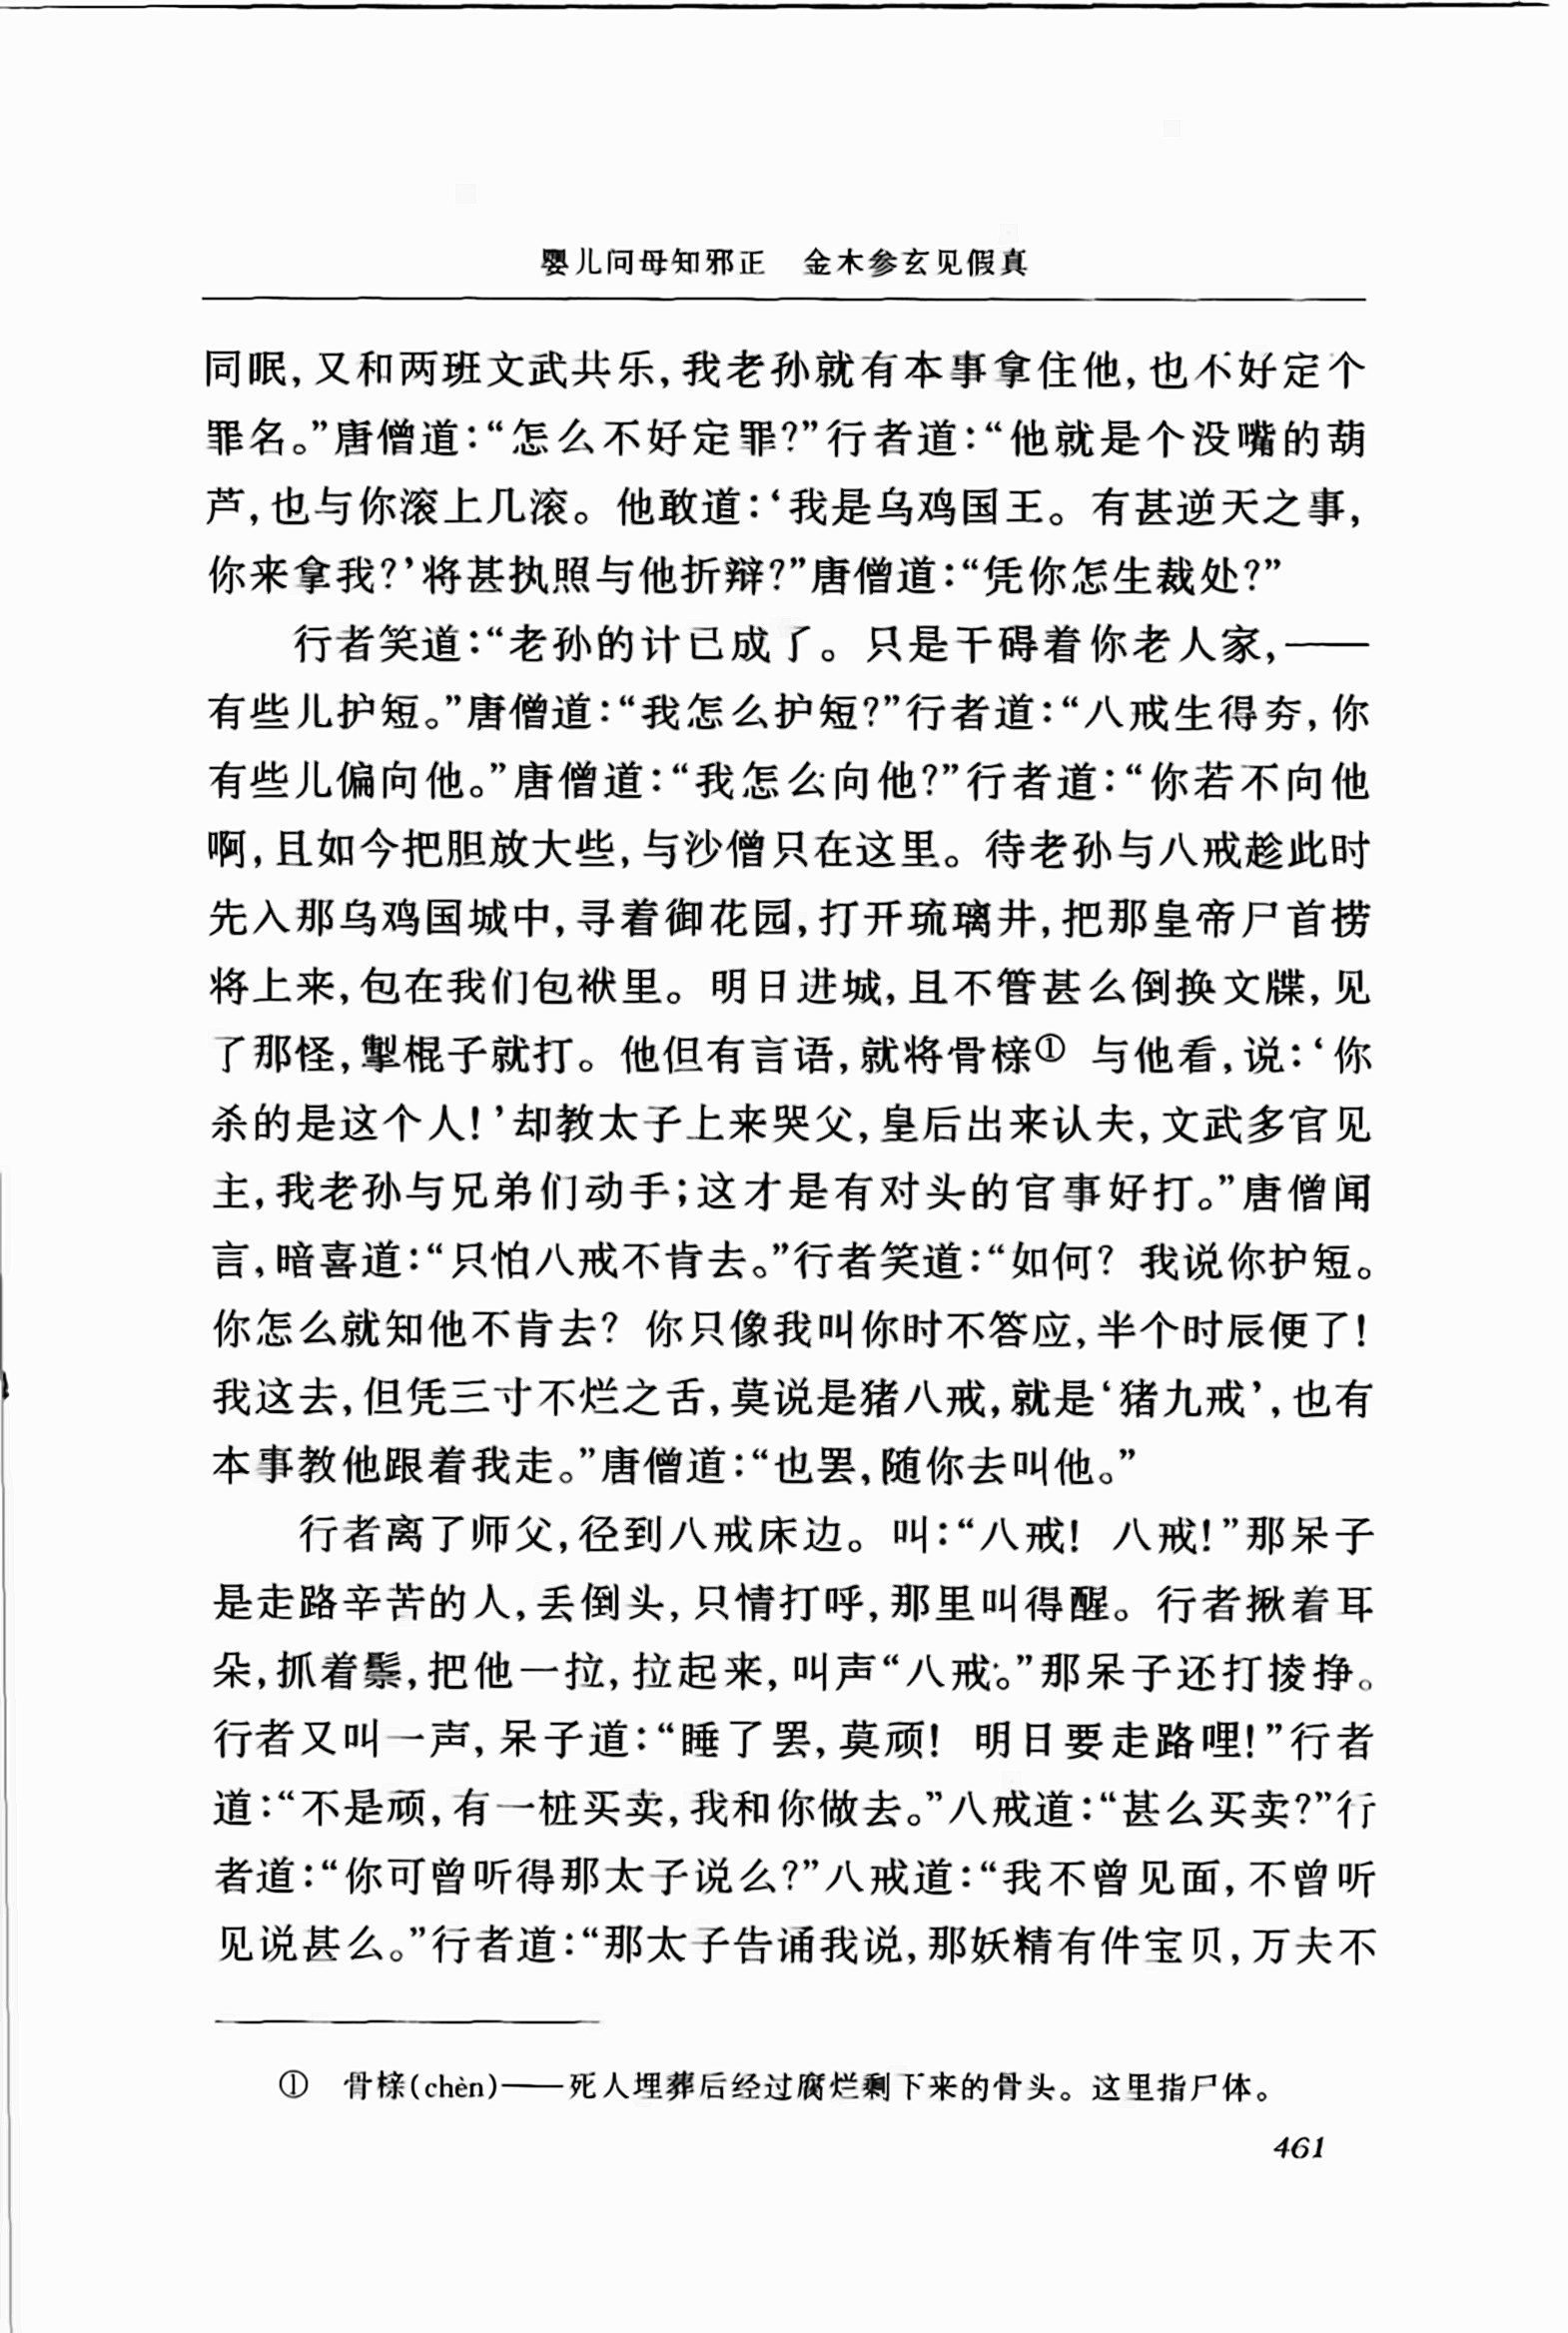 婴儿问母知邪正　金木参玄见假真
同眠,又和两班文武共乐,我老孙就有本事拿住他,也不好定个
罪名。”唐僧道:“怎么不好定罪?”行者道:“他就是个没嘴的葫
芦,也与你滚上几滚。他敢道:‘我是乌鸡国王。有甚逆天之事,
你来拿我?’将甚执照与他折辩?”唐僧道:“凭你怎生裁处?”
行者笑道:“老孙的计已成了。只是干碍着你老人家,——
有些儿护短。”唐僧道:“我怎么护短?”行者道:“八戒生得夯,你
有些儿偏向他。”唐僧道:“我怎么向他?”行者道:“你若不向他
啊,且如今把胆放大些,与沙僧只在这里。待老孙与八戒趁此时
先入那乌鸡国城中,寻着御花园,打开琉璃井,把那皇帝尸首捞
将上来,包在我们包袱里。明日进城,且不管甚么倒换文牒,见
了那怪,掣棍子就打。他但有言语,就将骨榇① 与他看,说:‘你
杀的是这个人!’却教太子上来哭父,皇后出来认夫,文武多官见
主,我老孙与兄弟们动手;这才是有对头的官事好打。”唐僧闻
言,暗喜道:“只怕八戒不肯去。”行者笑道:“如何? 我说你护短。
你怎么就知他不肯去? 你只像我叫你时不答应,半个时辰便了!
我这去,但凭三寸不烂之舌,莫说是猪八戒,就是‘猪九戒’,也有
本事教他跟着我走。”唐僧道:“也罢,随你去叫他。”
行者离了师父,径到八戒床边。叫:“八戒! 八戒!”那呆子
是走路辛苦的人,丢倒头,只情打呼,那里叫得醒。行者揪着耳
朵,抓着鬃,把他一拉,拉起来,叫声“八戒。”那呆子还打掕挣。
行者又叫一声,呆子道:“睡了罢,莫顽! 明日要走路哩!”行者
道:“不是顽,有一桩买卖,我和你做去。”八戒道:“甚么买卖?”行
者道:“你可曾听得那太子说么?”八戒道:“我不曾见面,不曾听
见说甚么。”行者道:“那太子告诵我说,那妖精有件宝贝,万夫不
① 骨榇(chèn)——死人埋葬后经过腐烂剩下来的骨头。这里指尸体。
461